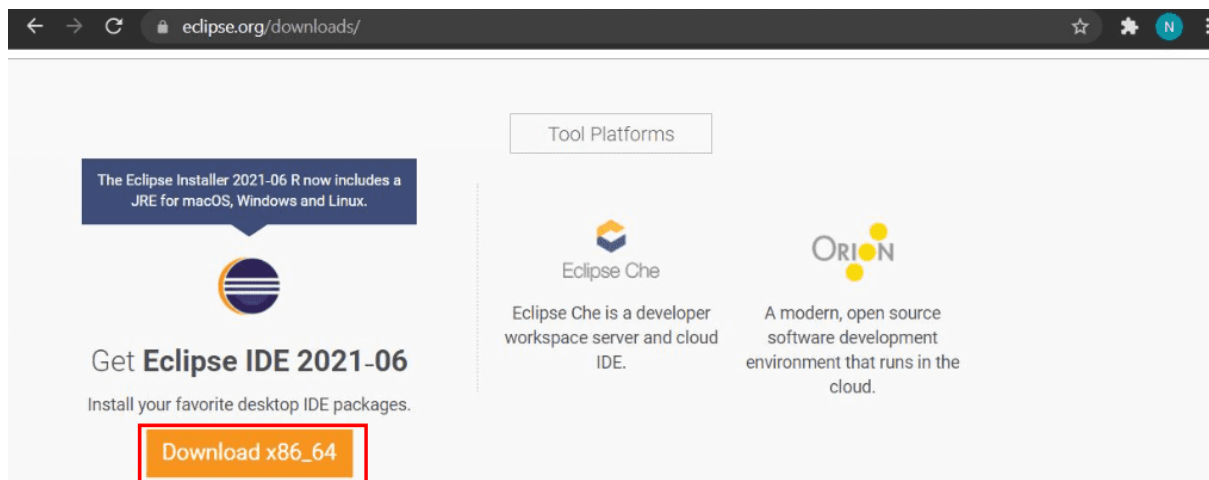 eclipse.org/downloads/
N
Tool Platforms
The Eclipse Installer 2021-06 R now includes a
JRE for macOS, Windows and Linux.
Get Eclipse IDE 2021-06
Install your favorite desktop IDE packages.
Download x86_64
Eclipse Che
Eclipse Che is a developer
workspace server and cloud
IDE.
ORION
A modern, open source
software development
environment that runs in the
cloud.